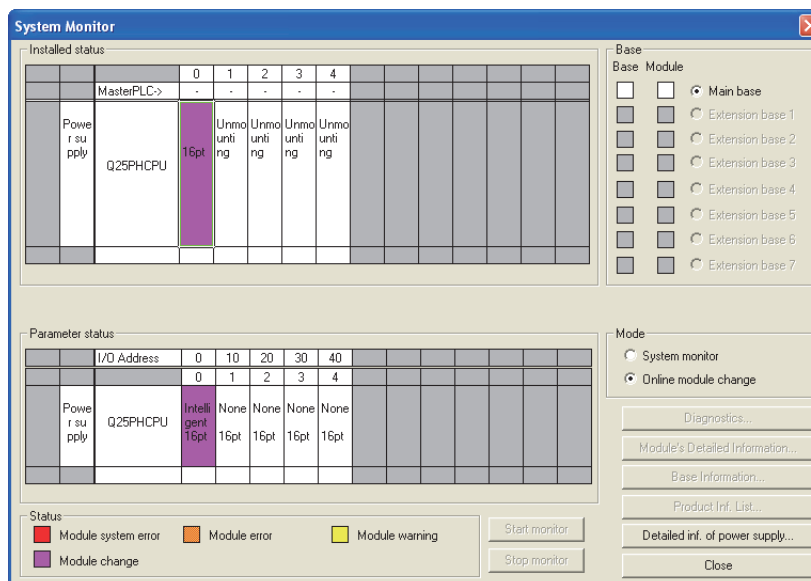 System Monitor
Installed status
0 1 2 3 4
MasterPLC-> - - - - -
Powe Unmo Unmo Unmo Unmo
r su 16pt unti unti unti unti
pply Q25PHCPU ng ng ng ng
Base
Base Module
Main base
Extension base 1
Extension base 2
Extension base 3
Extension base 4
Extension base 5
Extension base 6
Extension base 7
Parameter status
I/O Address 0 10 20 30 40
0 1 2 3 4
Powe Intelli None None None None
r su Q25PHCPU gent
pply 16pt 16pt 16pt 16pt 16pt
Mode
System monitor
Online module change
Diagnostics...
Module's Detailed Information...
Base Information...
Product Inf. List...
Detailed inf. of power supply...
Close
Status
Module system error Module error Module warning
Module change
Start monitor
Stop monitor